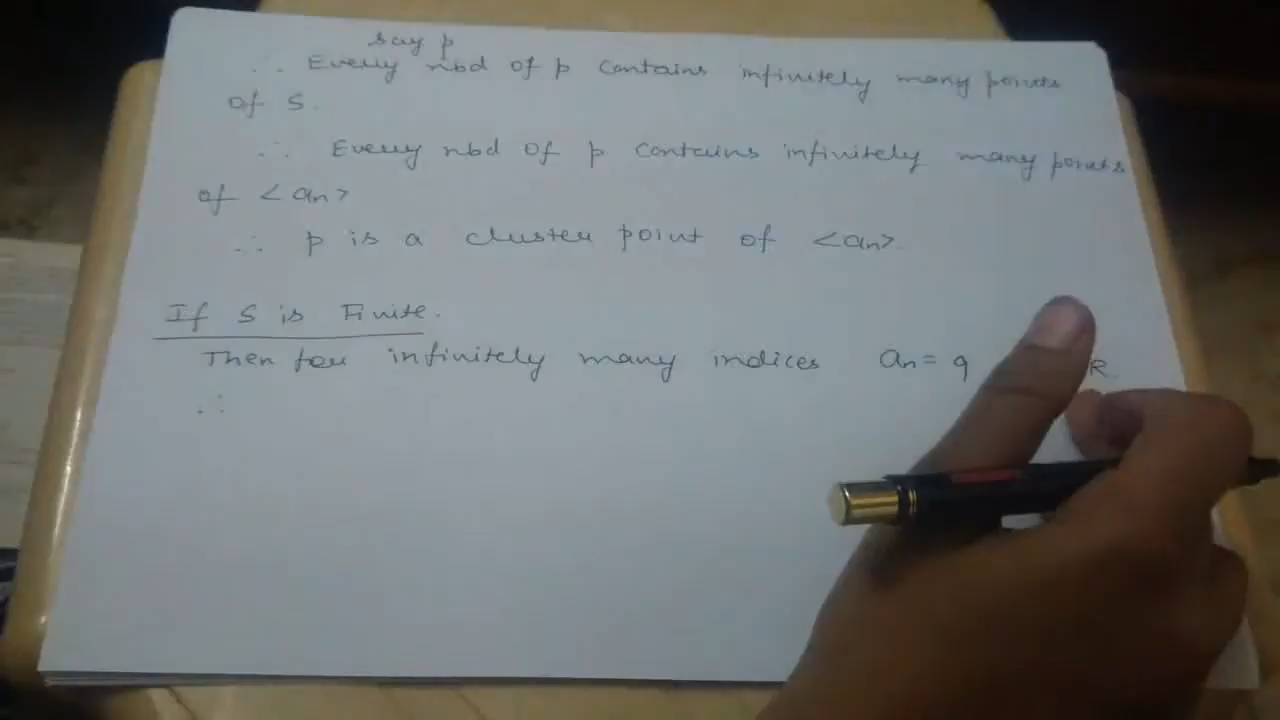 say p
∴ Every nbd of p contains infinitely many points
of S.
∴ Every nbd of p contains infinitely many points
of <an>
∴ p is a cluster point of <an>.
If S is Finite.
Then for infinitely many indices an = q R
∴